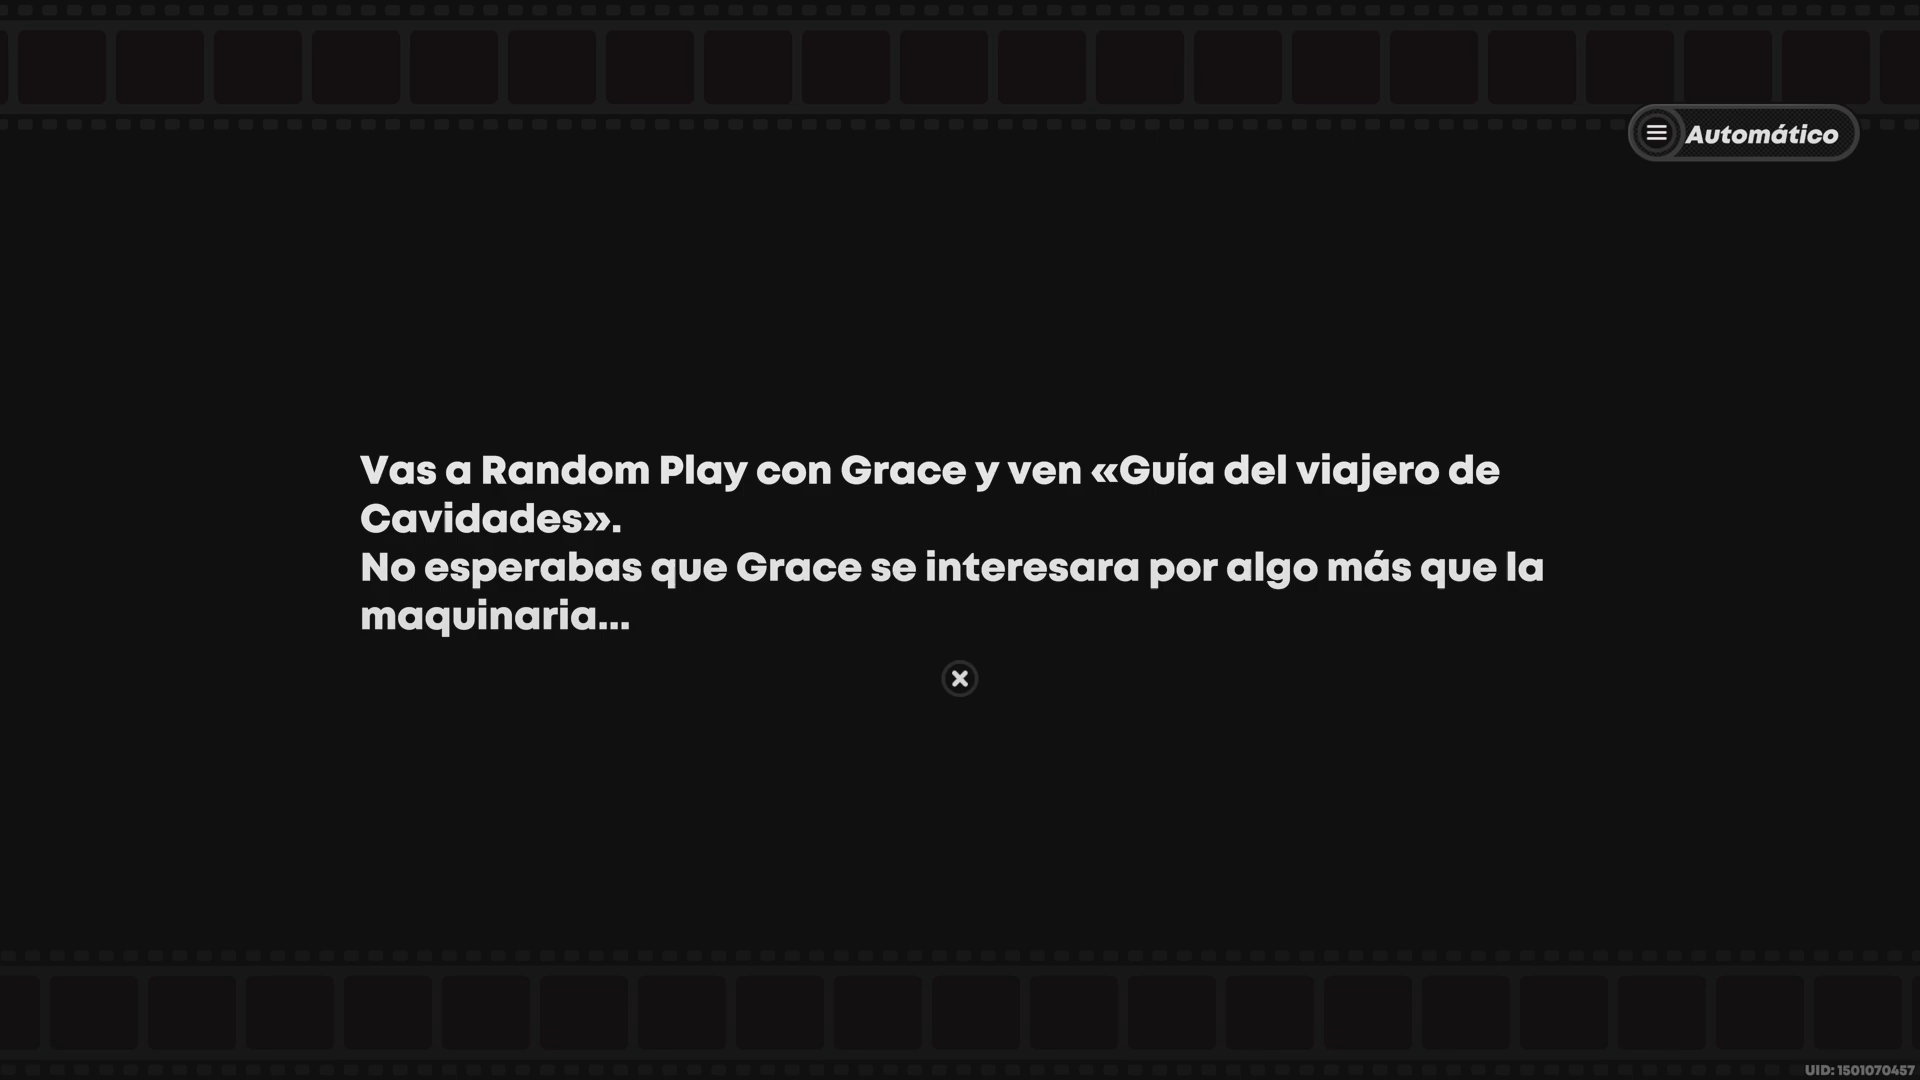 Automático
Vas a Random Play con Grace y ven «Guía del viajero de
Cavidades».
No esperabas que Grace se interesara por algo más que la
maquinaria...
UID: 1501070457